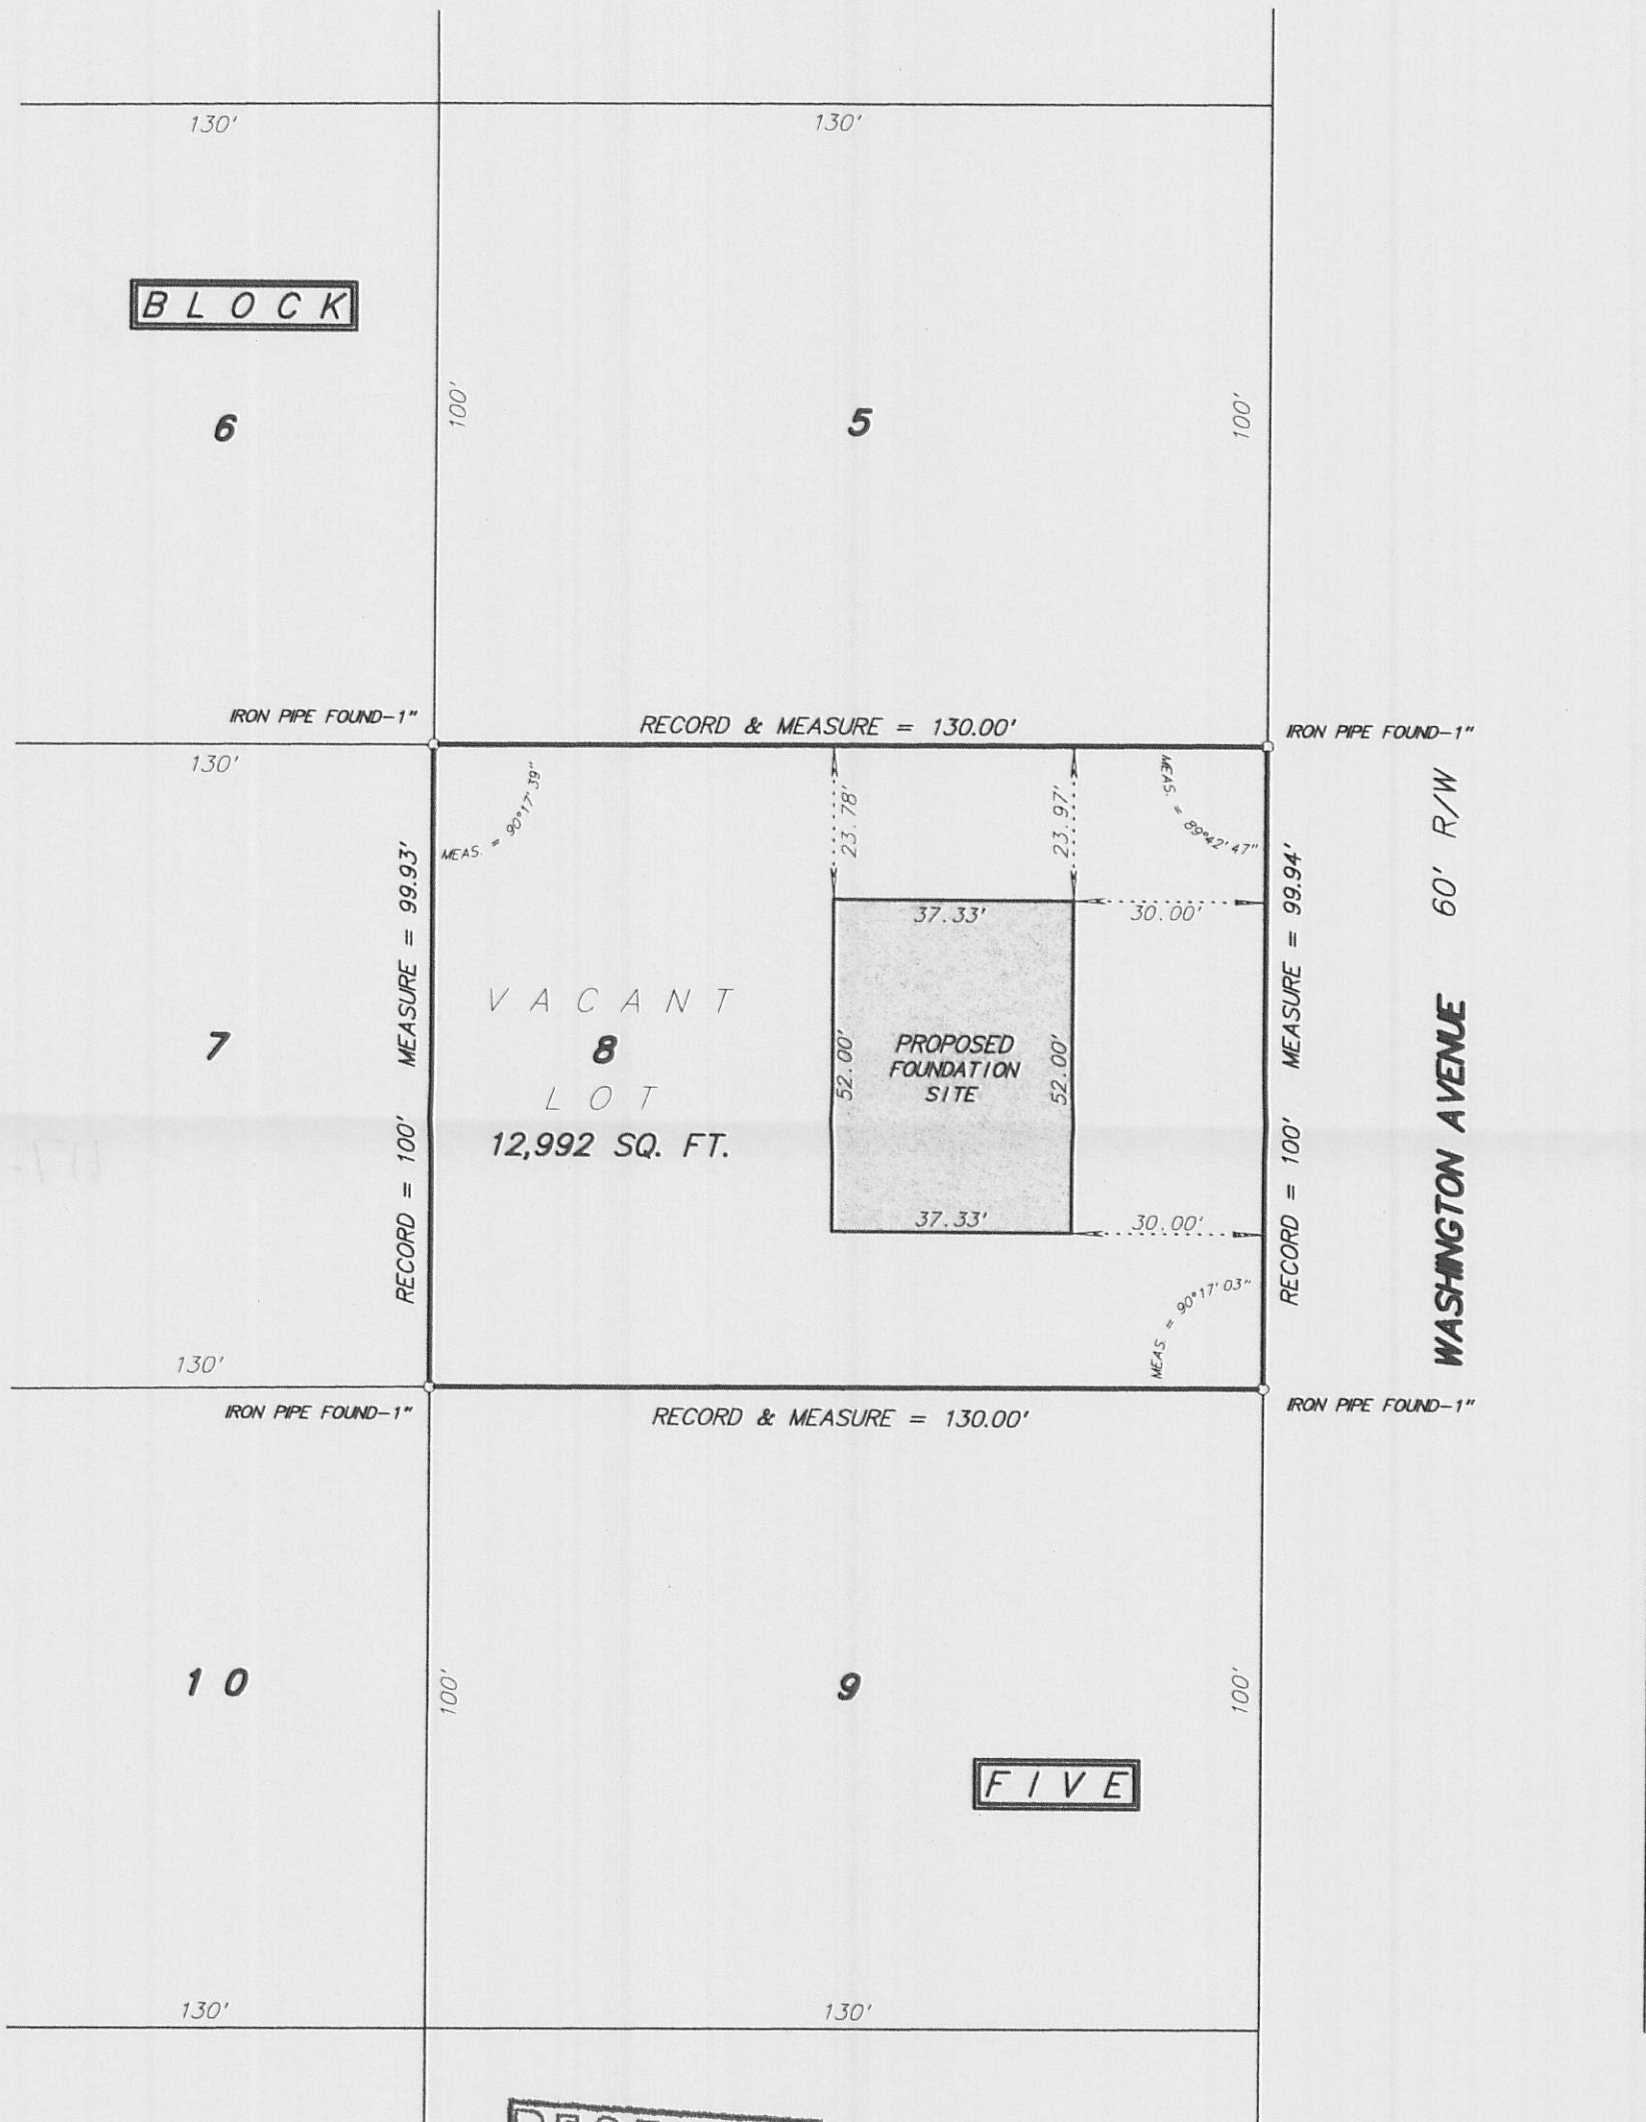 130'
130'
BLOCK
6
100'
5
100'
IRON PIPE FOUND-1"
RECORD & MEASURE = 130.00'
IRON PIPE FOUND-1"
130'
MEAS. = 90°17'39"
23.78'
23.97'
MEAS. = 89°42'47"
60' R/W
RECORD = 100' MEASURE = 99.93'
37.33'
30.00'
RECORD = 100' MEASURE = 99.94'
VACANT
7
8
52.00'
PROPOSED
FOUNDATION
SITE
52.00'
WASHINGTON AVENUE
LOT
12,992 SQ. FT.
37.33'
30.00'
MEAS. = 90°17'03"
130'
IRON PIPE FOUND-1"
RECORD & MEASURE = 130.00'
IRON PIPE FOUND-1"
10
100'
9
100'
FIVE
130'
130'